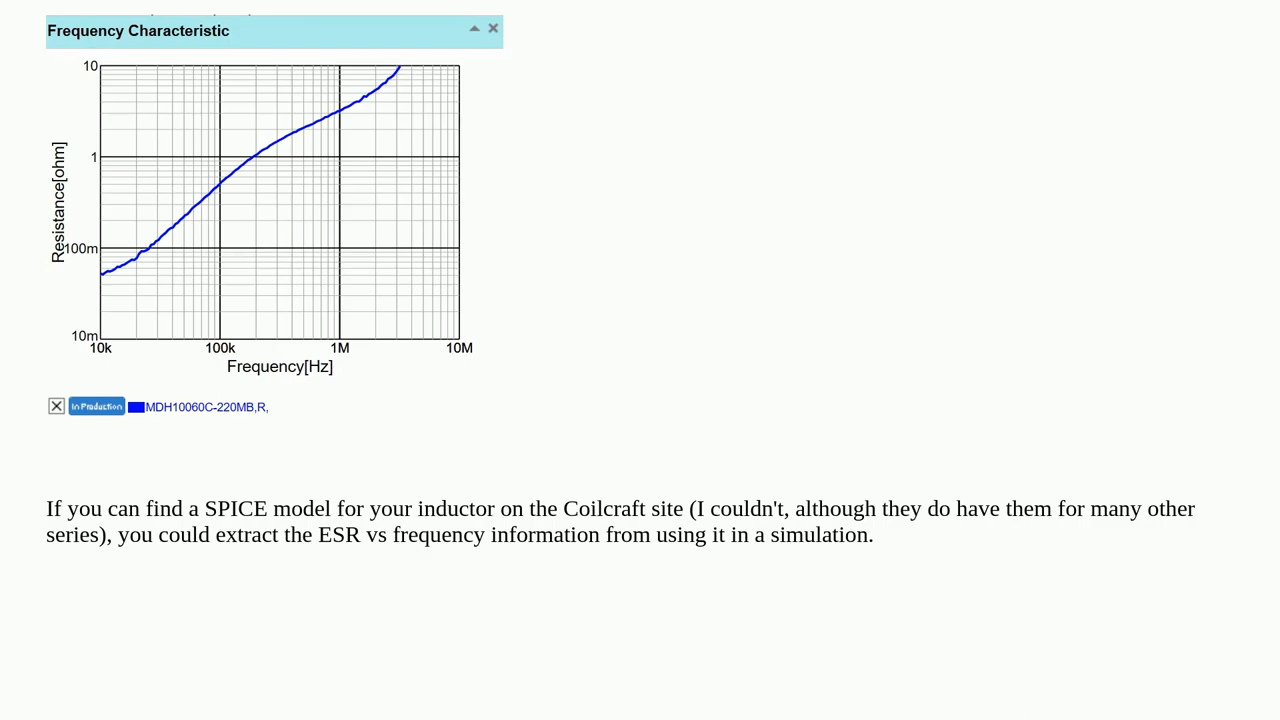 Frequency Characteristic
10
1
100m
10m
Resistance[ohm]
10k 100k 1M 10M
Frequency[Hz]
In Production MDH10060C-220MB,R,
If you can find a SPICE model for your inductor on the Coilcraft site (I couldn't, although they do have them for many other
series), you could extract the ESR vs frequency information from using it in a simulation.